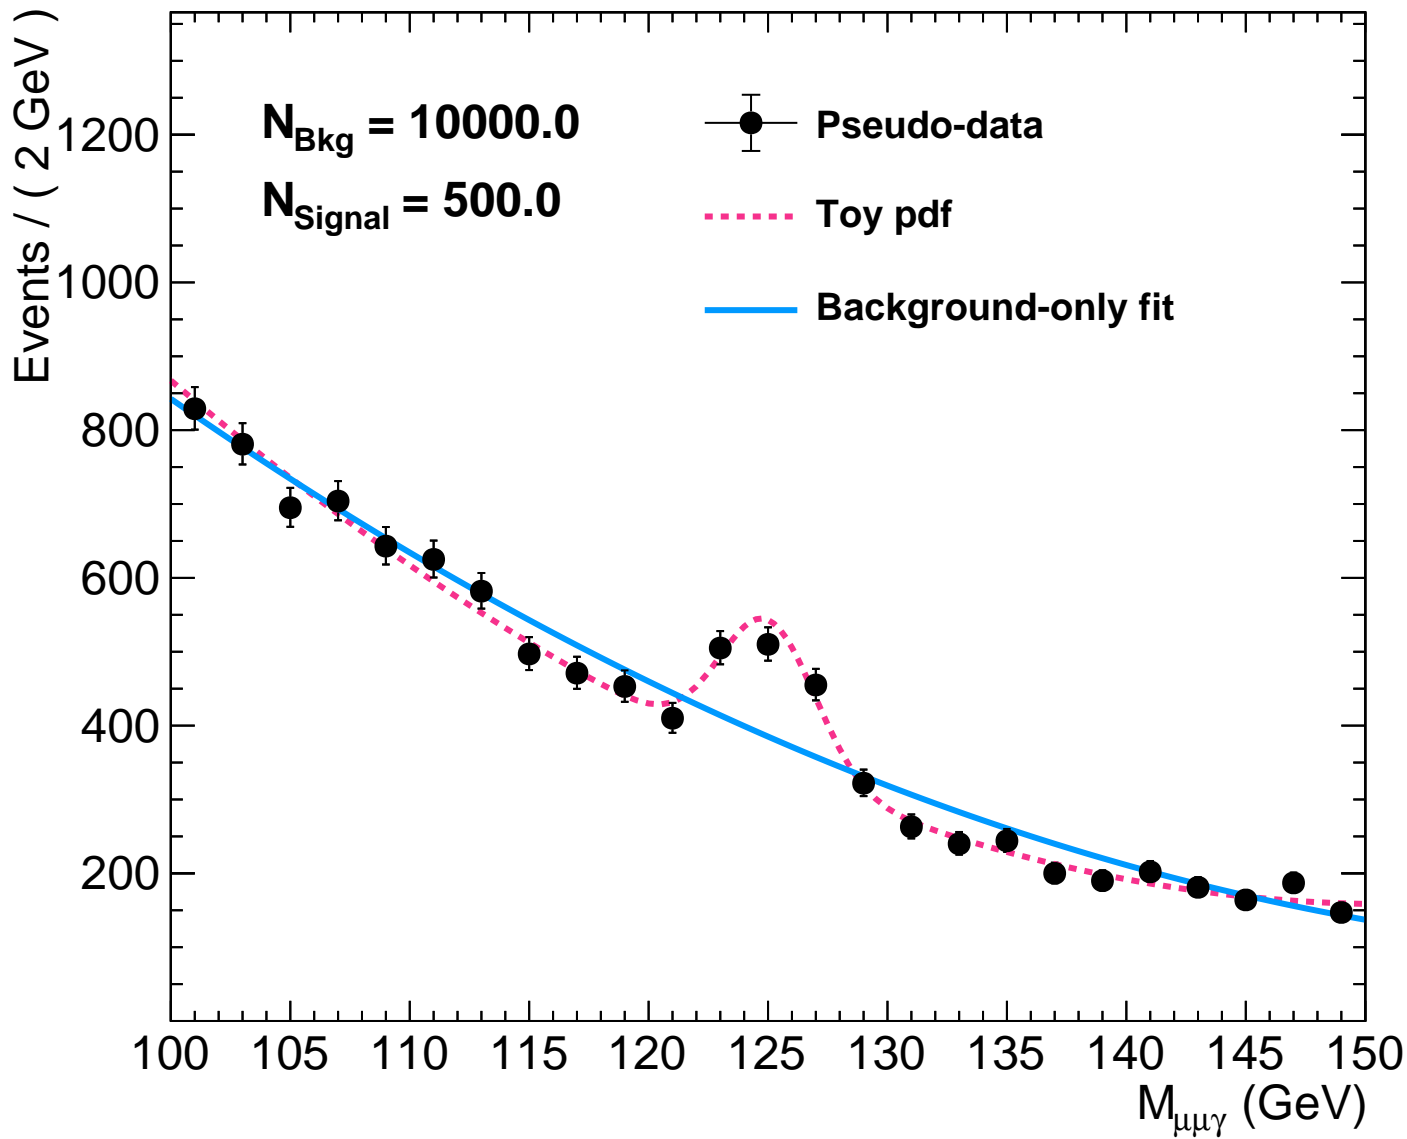 Events / ( 2 GeV )
1200
1000
800
600
400
200
N_Bkg = 10000.0
N_Signal = 500.0
Pseudo-data
Toy pdf
Background-only fit
100 105 110 115 120 125 130 135 140 145 150
M_μμγ (GeV)